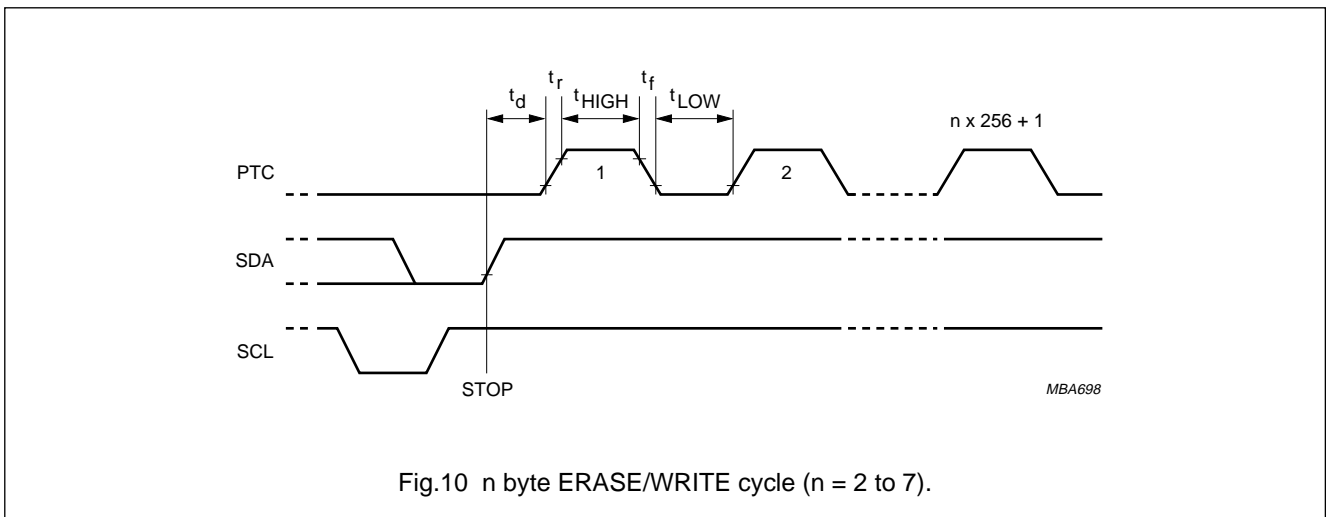 t_d t_r t_HIGH t_f t_LOW
n x 256 + 1
PTC 1 2
SDA
SCL
STOP
MBA698
Fig.10 n byte ERASE/WRITE cycle (n = 2 to 7).